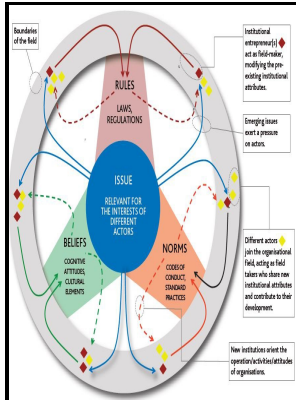 Boundaries
of the field
Institutional
entrepreneur(s)
act as field-maker,
modifying the pre-
existing institutional
attributes.
RULES
LAWS,
REGULATIONS
Emerging issues
exert a pressure
on actors.
ISSUE
RELEVANT FOR
THE INTERESTS OF
DIFFERENT
ACTORS
BELIEFS
COGNITIVE
ATTITUDES,
CULTURAL
ELEMENTS
NORMS
CODES OF
CONDUCT,
STANDARD
PRACTICES
Different actors
join the organisational
field, acting as field
takers who share new
institutional attributes
and contribute to their
development.
New institutions orient the
operation/activities/attitudes
of organisations.